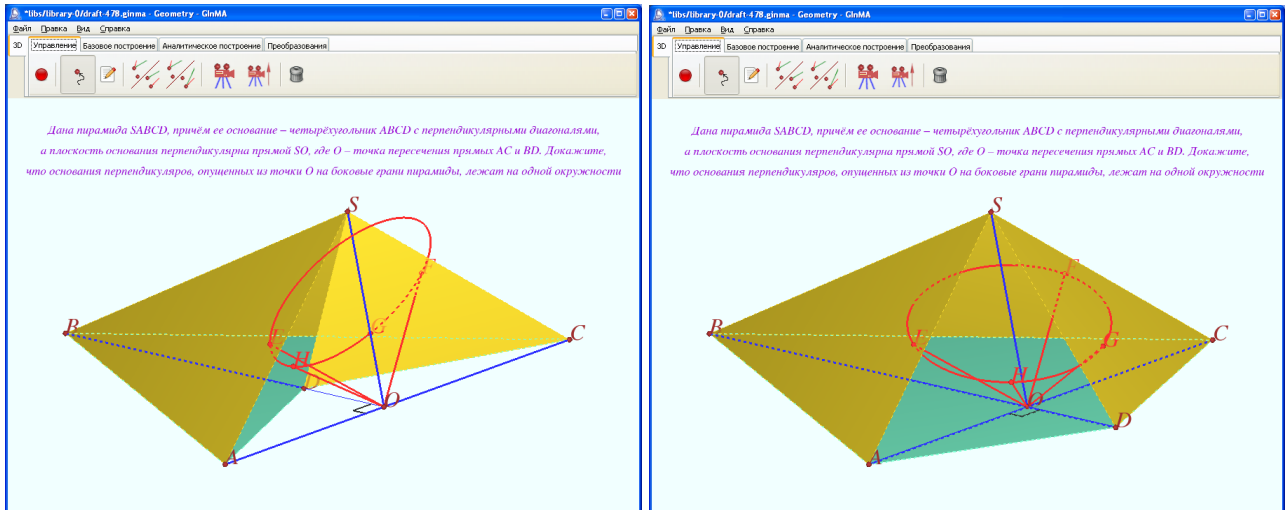 *libs/library-0/draft-478.ginma - Geometry - GInMA
Файл Правка Вид Справка
3D Управление Базовое построение Аналитическое построение Преобразования
Дана пирамида SABCD, причём ее основание – четырёхугольник ABCD с перпендикулярными диагоналями,
а плоскость основания перпендикулярна прямой SO, где O – точка пересечения прямых AC и BD. Докажите,
что основания перпендикуляров, опущенных из точки O на боковые грани пирамиды, лежат на одной окружности
S
F
B
E
G
C
H
D
O
A
*libs/library-0/draft-478.ginma - Geometry - GInMA
Файл Правка Вид Справка
3D Управление Базовое построение Аналитическое построение Преобразования
Дана пирамида SABCD, причём ее основание – четырёхугольник ABCD с перпендикулярными диагоналями,
а плоскость основания перпендикулярна прямой SO, где O – точка пересечения прямых AC и BD. Докажите,
что основания перпендикуляров, опущенных из точки O на боковые грани пирамиды, лежат на одной окружности
S
F
B
E
G
C
H
O
D
A